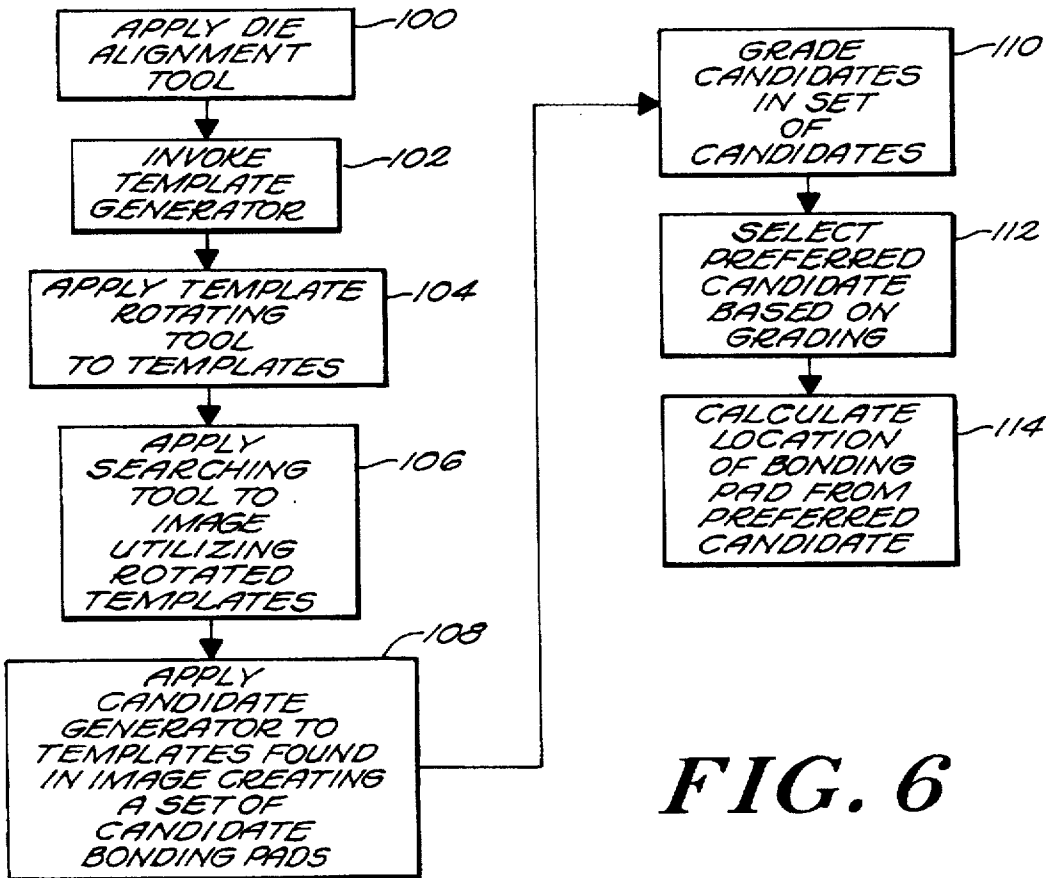 APPLY DIE
ALIGNMENT
TOOL
100
INVOKE
TEMPLATE
GENERATOR
102
APPLY TEMPLATE
ROTATING
TOOL
TO TEMPLATES
104
APPLY
SEARCHING
TOOL TO
IMAGE
UTILIZING
ROTATED
TEMPLATES
106
APPLY
CANDIDATE
GENERATOR TO
TEMPLATES FOUND
IN IMAGE CREATING
A SET OF
CANDIDATE
BONDING PADS
108
GRADE
CANDIDATES
IN SET
OF
CANDIDATES
110
SELECT
PREFERRED
CANDIDATE
BASED ON
GRADING
112
CALCULATE
LOCATION
OF BONDING
PAD FROM
PREFERRED
CANDIDATE
114
FIG. 6